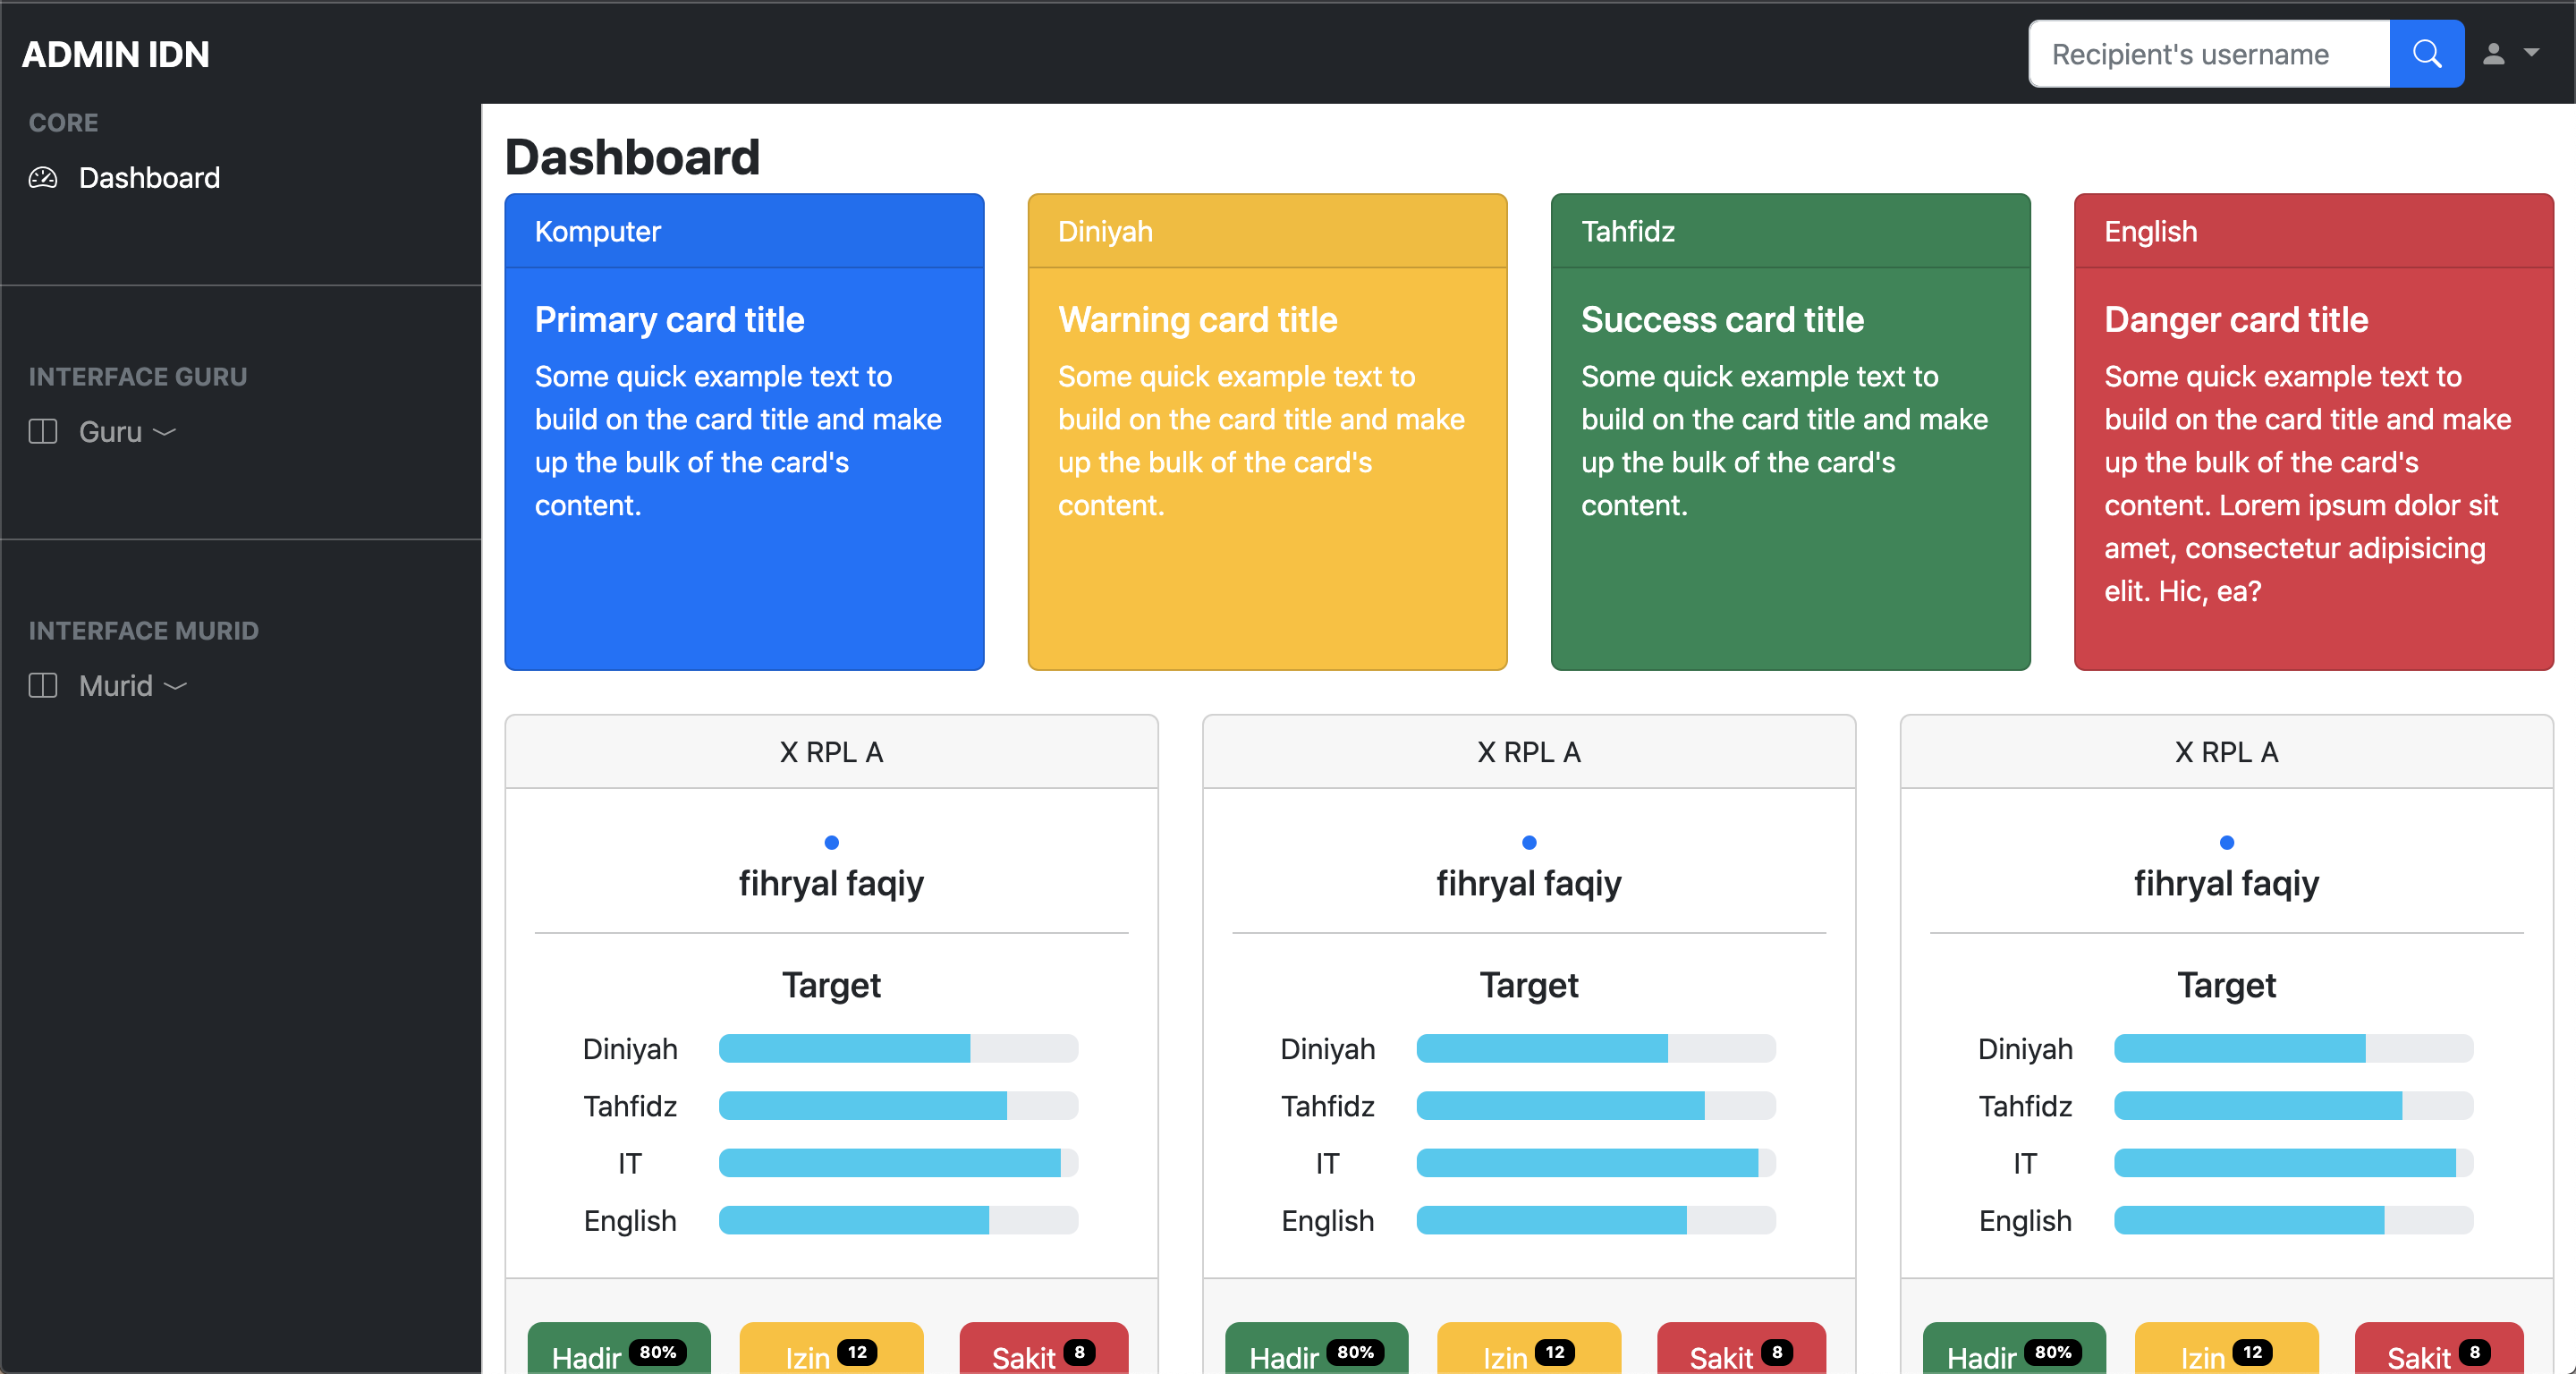 ADMIN IDN
Recipient's username
CORE
Dashboard
INTERFACE GURU
Guru
INTERFACE MURID
Murid
Dashboard
Komputer
Primary card title
Some quick example text to
build on the card title and make
up the bulk of the card's
content.
Diniyah
Warning card title
Some quick example text to
build on the card title and make
up the bulk of the card's
content.
Tahfidz
Success card title
Some quick example text to
build on the card title and make
up the bulk of the card's
content.
English
Danger card title
Some quick example text to
build on the card title and make
up the bulk of the card's
content. Lorem ipsum dolor sit
amet, consectetur adipisicing
elit. Hic, ea?
X RPL A
fihryal faqiy
Target
Diniyah
Tahfidz
IT
English
Hadir 80%
Izin 12
Sakit 8
X RPL A
fihryal faqiy
Target
Diniyah
Tahfidz
IT
English
Hadir 80%
Izin 12
Sakit 8
X RPL A
fihryal faqiy
Target
Diniyah
Tahfidz
IT
English
Hadir 80%
Izin 12
Sakit 8